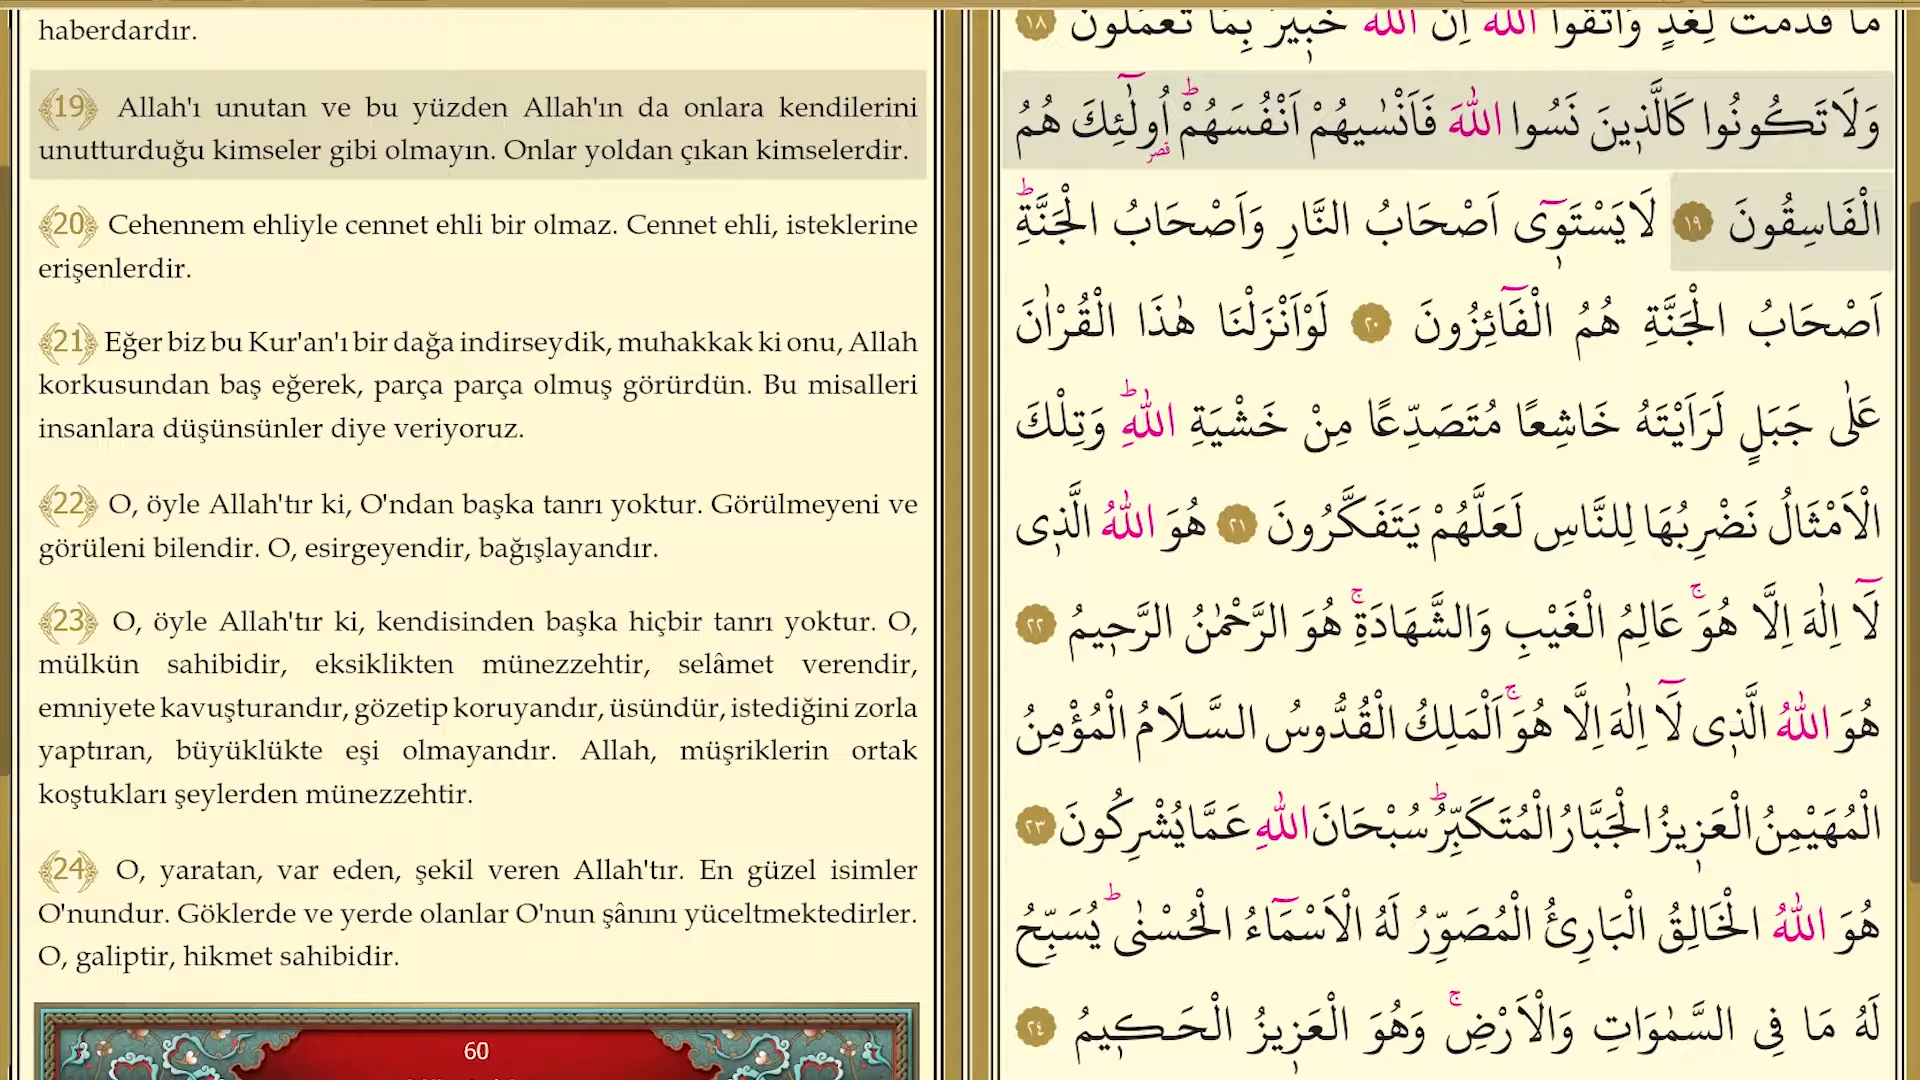 haberdardır.
19 Allah'ı unutan ve bu yüzden Allah'ın da onlara kendilerini
unutturduğu kimseler gibi olmayın. Onlar yoldan çıkan kimselerdir.
20 Cehennem ehliyle cennet ehli bir olmaz. Cennet ehli, isteklerine
erişenlerdir.
21 Eğer biz bu Kur'an'ı bir dağa indirseydik, muhakkak ki onu, Allah
korkusundan baş eğerek, parça parça olmuş görürdün. Bu misalleri
insanlara düşünsünler diye veriyoruz.
22 O, öyle Allah'tır ki, O'ndan başka tanrı yoktur. Görülmeyeni ve
görüleni bilendir. O, esirgeyendir, bağışlayandır.
23 O, öyle Allah'tır ki, kendisinden başka hiçbir tanrı yoktur. O,
mülkün sahibidir, eksiklikten münezzehtir, selâmet verendir,
emniyete kavuşturandır, gözetip koruyandır, üsündür, istediğini zorla
yaptıran, büyüklükte eşi olmayandır. Allah, müşriklerin ortak
koştukları şeylerden münezzehtir.
24 O, yaratan, var eden, şekil veren Allah'tır. En güzel isimler
O'nundur. Göklerde ve yerde olanlar O'nun şânını yüceltmektedirler.
O, galiptir, hikmet sahibidir.
60
مَا قَدَّمَتْ لِغَدٍ وَاتَّقُوا اللّٰهَ اِنَّ اللّٰهَ خَبٖيرٌ بِمَا تَعْمَلُونَ ١٨
وَلَا تَكُونُوا كَالَّذٖينَ نَسُوا اللّٰهَ فَاَنْسٰيهُمْ اَنْفُسَهُمْۜ اُو۬لٰٓئِكَ هُمُ
الْفَاسِقُونَ ١٩ لَا يَسْتَوٖٓى اَصْحَابُ النَّارِ وَاَصْحَابُ الْجَنَّةِۜ
اَصْحَابُ الْجَنَّةِ هُمُ الْفَٓائِزُونَ ٢٠ لَوْ اَنْزَلْنَا هٰذَا الْقُرْاٰنَ
عَلٰى جَبَلٍ لَرَاَيْتَهُ خَاشِعًا مُتَصَدِّعًا مِنْ خَشْيَةِ اللّٰهِۜ وَتِلْكَ
الْاَمْثَالُ نَضْرِبُهَا لِلنَّاسِ لَعَلَّهُمْ يَتَفَكَّرُونَ ٢١ هُوَ اللّٰهُ الَّذٖى
لَٓا اِلٰهَ اِلَّا هُوَۚ عَالِمُ الْغَيْبِ وَالشَّهَادَةِۚ هُوَ الرَّحْمٰنُ الرَّحٖيمُ ٢٢
هُوَ اللّٰهُ الَّذٖى لَٓا اِلٰهَ اِلَّا هُوَۚ اَلْمَلِكُ الْقُدُّوسُ السَّلَامُ الْمُؤْمِنُ
الْمُهَيْمِنُ الْعَزٖيزُ الْجَبَّارُ الْمُتَكَبِّرُۜ سُبْحَانَ اللّٰهِ عَمَّا يُشْرِكُونَ ٢٣
هُوَ اللّٰهُ الْخَالِقُ الْبَارِئُ الْمُصَوِّرُ لَهُ الْاَسْمَٓاءُ الْحُسْنٰىۜ يُسَبِّحُ
لَهُ مَا فِى السَّمٰوَاتِ وَالْاَرْضِۚ وَهُوَ الْعَزٖيزُ الْحَكٖيمُ ٢٤